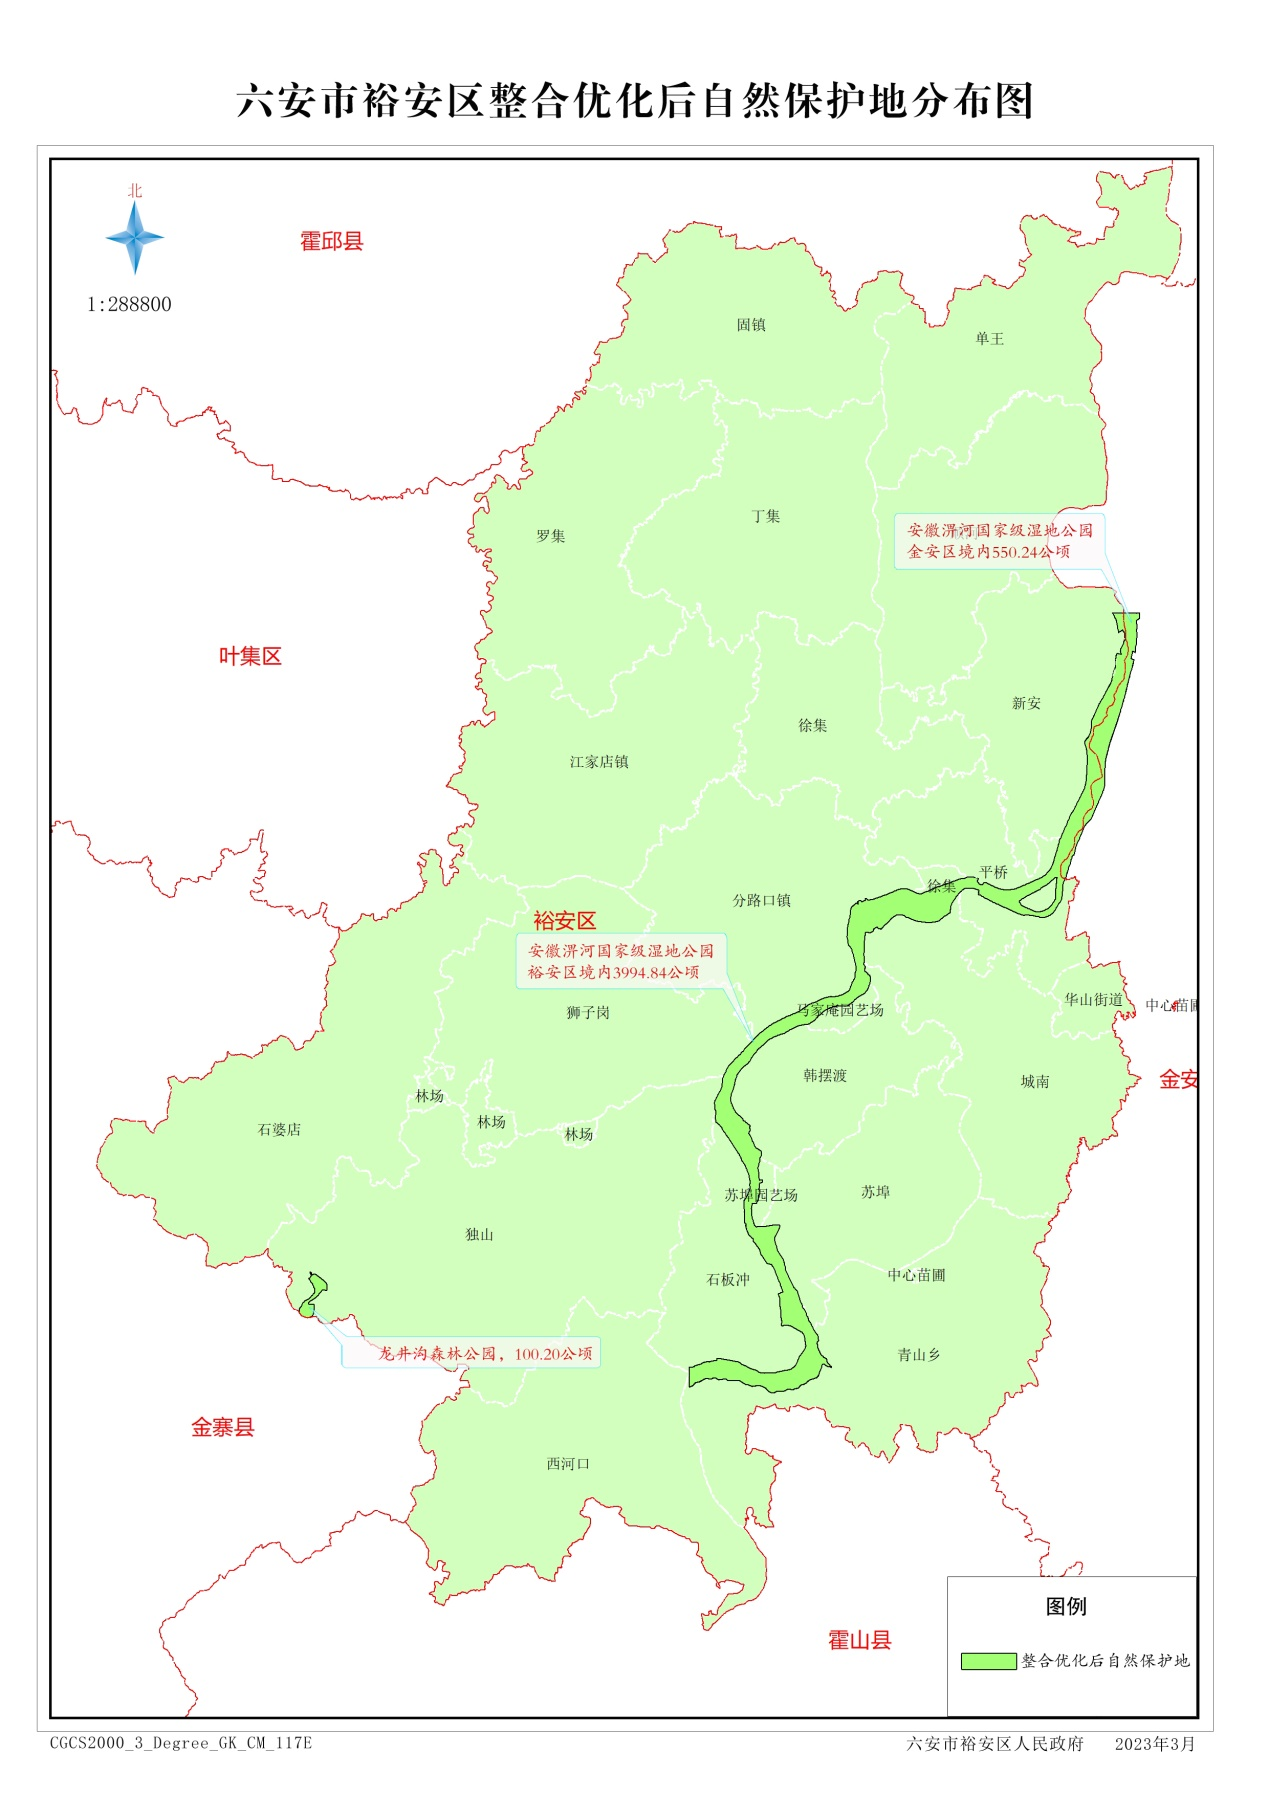 六安市裕安区整合优化后自然保护地分布图
北
1:288800
霍邱县
固镇
单王
罗集
丁集
安徽淠河国家级湿地公园
金安区境内550.24公顷
叶集区
新安
徐集
江家店镇
平桥
徐集
分路口镇
裕安区
安徽淠河国家级湿地公园
裕安区境内3994.84公顷
狮子岗
马家庵园艺场
华山街道
中心苗圃
韩摆渡
城南
金安
林场
林场
林场
石婆店
苏埠园艺场
苏埠
独山
石板冲
中心苗圃
龙井沟森林公园，100.20公顷
青山乡
金寨县
西河口
霍山县
图例
整合优化后自然保护地
CGCS2000_3_Degree_GK_CM_117E
六安市裕安区人民政府 2023年3月